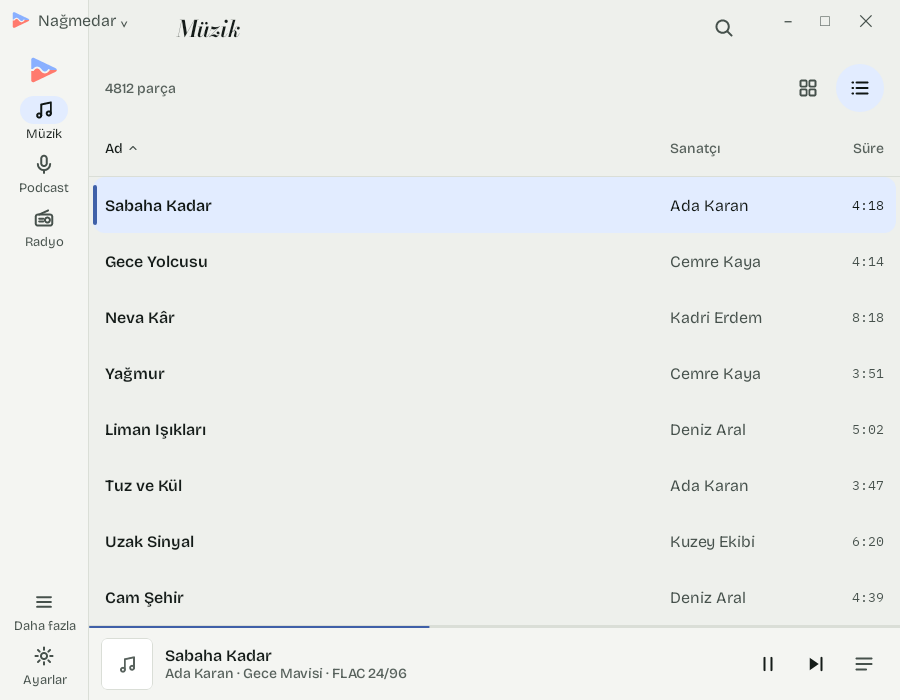 Nağmedar
Müzik
4812 parça
Müzik
Podcast
Radyo
Ad Sanatçı Süre
Sabaha Kadar Ada Karan 4:18
Gece Yolcusu Cemre Kaya 4:14
Neva Kâr Kadri Erdem 8:18
Yağmur Cemre Kaya 3:51
Liman Işıkları Deniz Aral 5:02
Tuz ve Kül Ada Karan 3:47
Uzak Sinyal Kuzey Ekibi 6:20
Cam Şehir Deniz Aral 4:39
Daha fazla
Ayarlar
Sabaha Kadar
Ada Karan · Gece Mavisi · FLAC 24/96